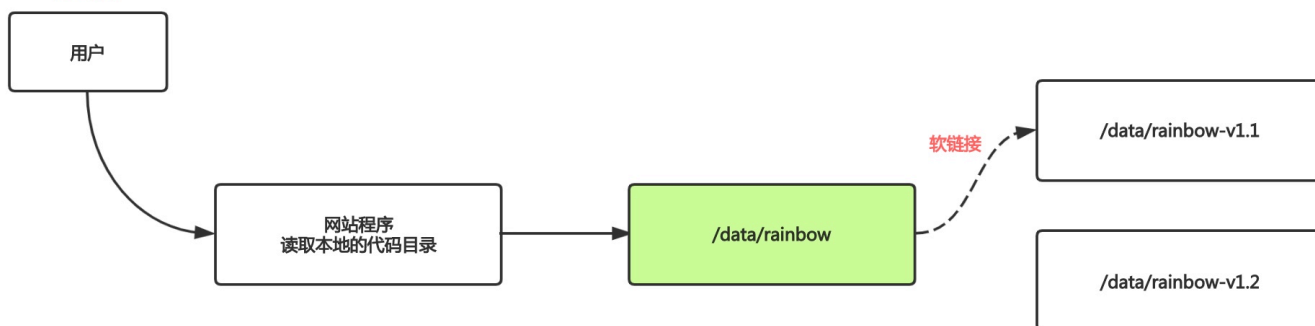 用户
网站程序
读取本地的代码目录
/data/rainbow
软链接
/data/rainbow-v1.1
/data/rainbow-v1.2